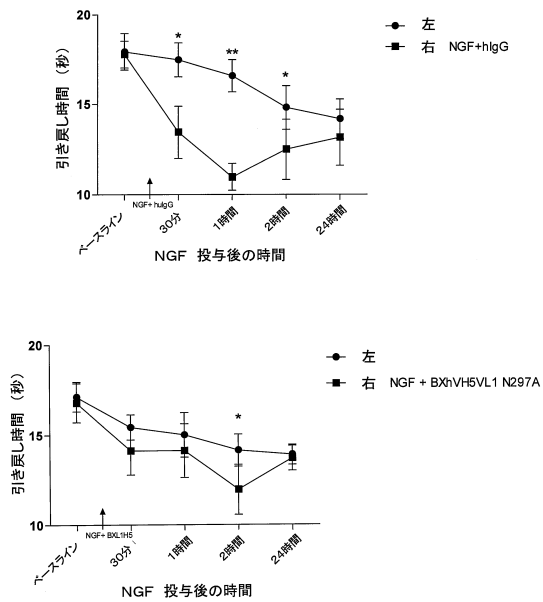 20
15
10
引き戻し時間 (秒)
*
**
*
左
右 NGF+hIgG
NGF+ huIgG
ベースライン
30分
1時間
2時間
24時間
NGF 投与後の時間
20
15
10
引き戻し時間 (秒)
*
左
右 NGF + BXhVH5VL1 N297A
NGF+ BXL1H5
ベースライン
30分
1時間
2時間
24時間
NGF 投与後の時間